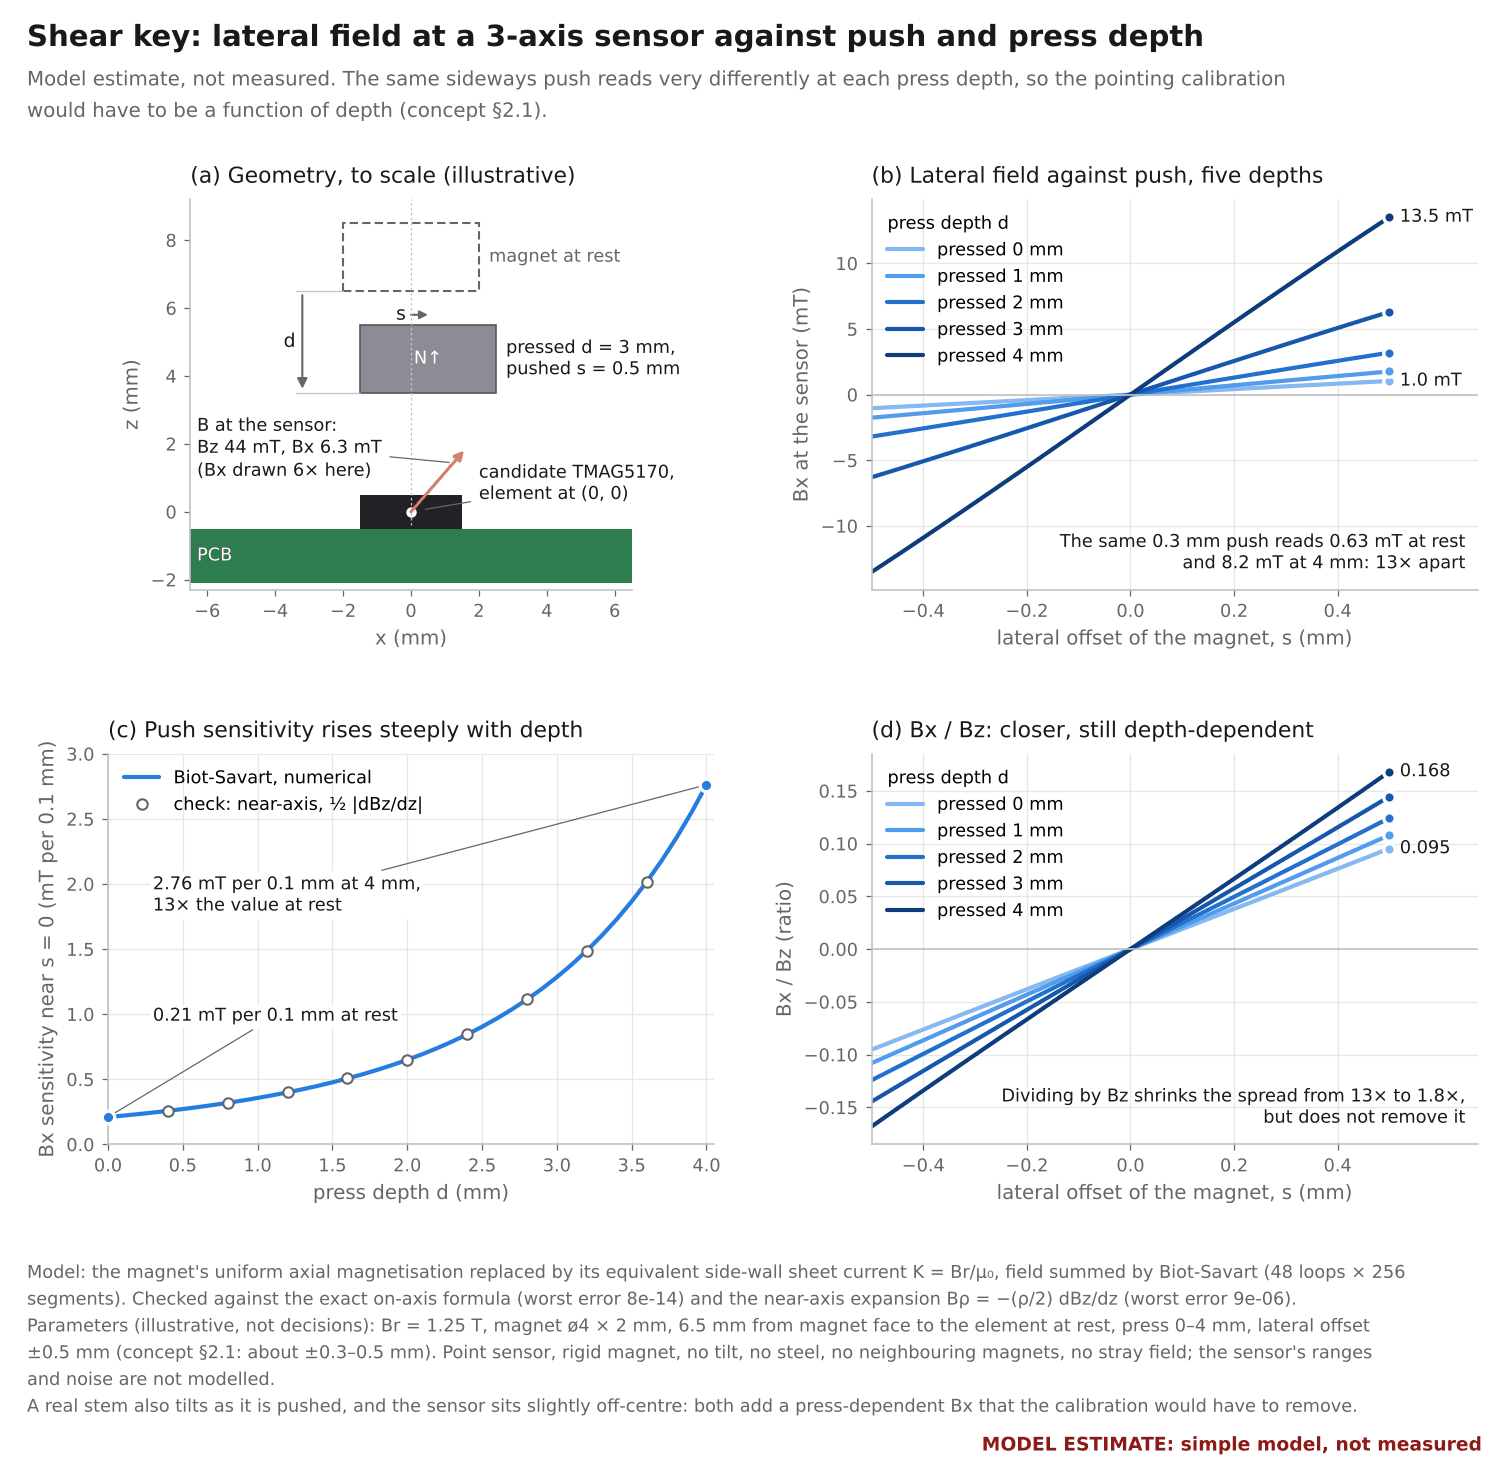 Shear key: lateral field at a 3-axis sensor against push and press depth
Model estimate, not measured. The same sideways push reads very differently at each press depth, so the pointing calibration
would have to be a function of depth (concept §2.1).
(a) Geometry, to scale (illustrative)
z (mm)
8
6
4
2
0
−2
magnet at rest
s
d
N↑
pressed d = 3 mm,
pushed s = 0.5 mm
B at the sensor:
Bz 44 mT, Bx 6.3 mT
(Bx drawn 6× here)
candidate TMAG5170,
element at (0, 0)
PCB
−6 −4 −2 0 2 4 6
x (mm)
(b) Lateral field against push, five depths
Bx at the sensor (mT)
10
5
0
−5
−10
press depth d
pressed 0 mm
pressed 1 mm
pressed 2 mm
pressed 3 mm
pressed 4 mm
13.5 mT
1.0 mT
The same 0.3 mm push reads 0.63 mT at rest
and 8.2 mT at 4 mm: 13× apart
−0.4 −0.2 0.0 0.2 0.4
lateral offset of the magnet, s (mm)
(c) Push sensitivity rises steeply with depth
Bx sensitivity near s = 0 (mT per 0.1 mm)
3.0
2.5
2.0
1.5
1.0
0.5
0.0
Biot-Savart, numerical
check: near-axis, ½ |dBz/dz|
2.76 mT per 0.1 mm at 4 mm,
13× the value at rest
0.21 mT per 0.1 mm at rest
0.0 0.5 1.0 1.5 2.0 2.5 3.0 3.5 4.0
press depth d (mm)
(d) Bx / Bz: closer, still depth-dependent
Bx / Bz (ratio)
0.15
0.10
0.05
0.00
−0.05
−0.10
−0.15
press depth d
pressed 0 mm
pressed 1 mm
pressed 2 mm
pressed 3 mm
pressed 4 mm
0.168
0.095
Dividing by Bz shrinks the spread from 13× to 1.8×,
but does not remove it
−0.4 −0.2 0.0 0.2 0.4
lateral offset of the magnet, s (mm)
Model: the magnet's uniform axial magnetisation replaced by its equivalent side-wall sheet current K = Br/μ₀, field summed by Biot-Savart (48 loops × 256
segments). Checked against the exact on-axis formula (worst error 8e-14) and the near-axis expansion Bρ = −(ρ/2) dBz/dz (worst error 9e-06).
Parameters (illustrative, not decisions): Br = 1.25 T, magnet ø4 × 2 mm, 6.5 mm from magnet face to the element at rest, press 0–4 mm, lateral offset
±0.5 mm (concept §2.1: about ±0.3–0.5 mm). Point sensor, rigid magnet, no tilt, no steel, no neighbouring magnets, no stray field; the sensor's ranges
and noise are not modelled.
A real stem also tilts as it is pushed, and the sensor sits slightly off-centre: both add a press-dependent Bx that the calibration would have to remove.
MODEL ESTIMATE: simple model, not measured